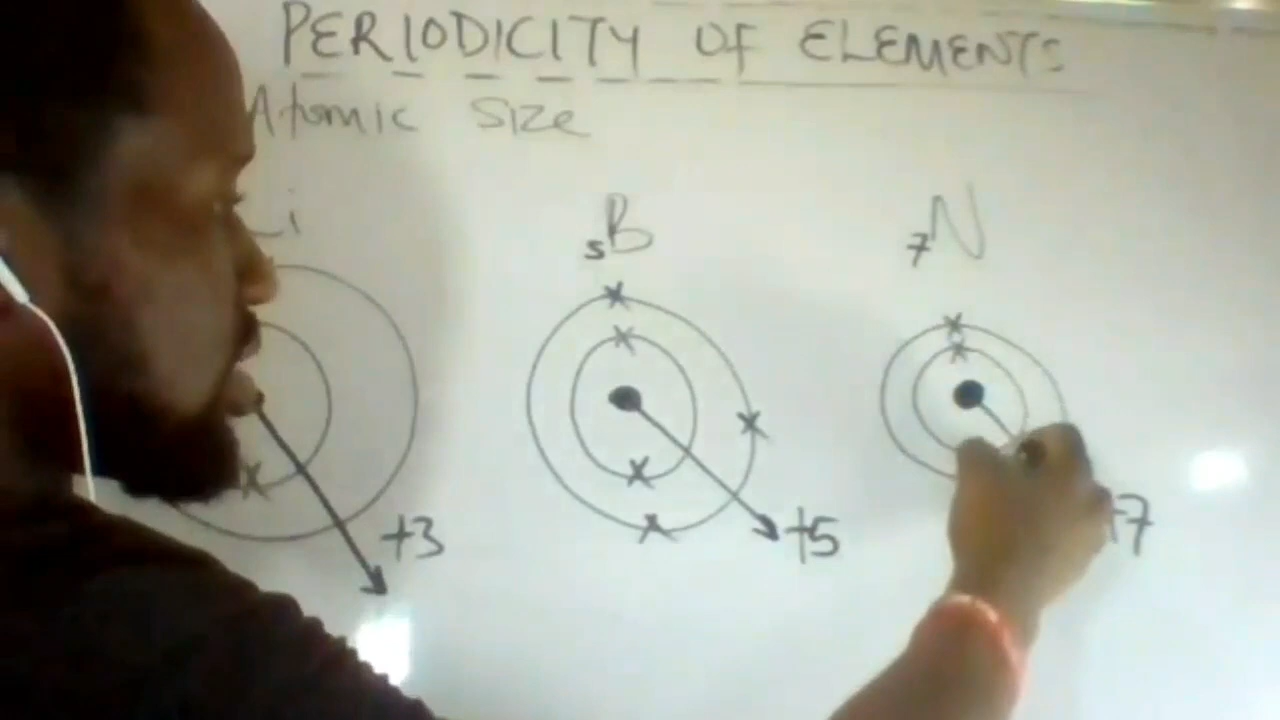 PERIODICITY OF ELEMENTS
Atomic Size
Li
5B
7N
+3
+5
+7